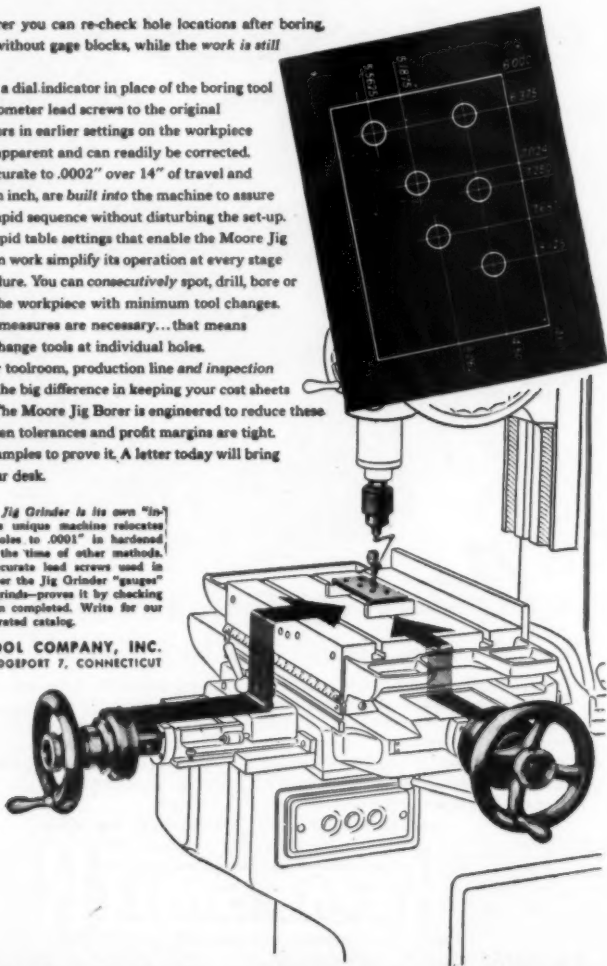 er you can re-check hole locations after boring,
without gage blocks, while the work is still
a dial indicator in place of the boring tool
ometer lead screws to the original
rs in earlier settings on the workpiece
pparent and can readily be corrected.
curate to .0002" over 14" of travel and
n inch, are built into the machine to assure
apid sequence without disturbing the set-up.
pid table settings that enable the Moore Jig
n work simplify its operation at every stage
dure. You can consecutively spot, drill, bore or
he workpiece with minimum tool changes.
measures are necessary...that means
hange tools at individual holes.
r toolroom, production line and inspection
the big difference in keeping your cost sheets
The Moore Jig Borer is engineered to reduce these
en tolerances and profit margins are tight.
amples to prove it. A letter today will bring
ur desk.
Jig Grinder is its own "in-
s unique machine relocates
oles to .0001" in hardened
the time of other methods.
curate lead screws used in
er the Jig Grinder "gauges"
rinds—proves it by checking
n completed. Write for our
rated catalog.
OOL COMPANY, INC.
DGEPORT 7, CONNECTICUT
5.5625
5.1875
6.000
6.375